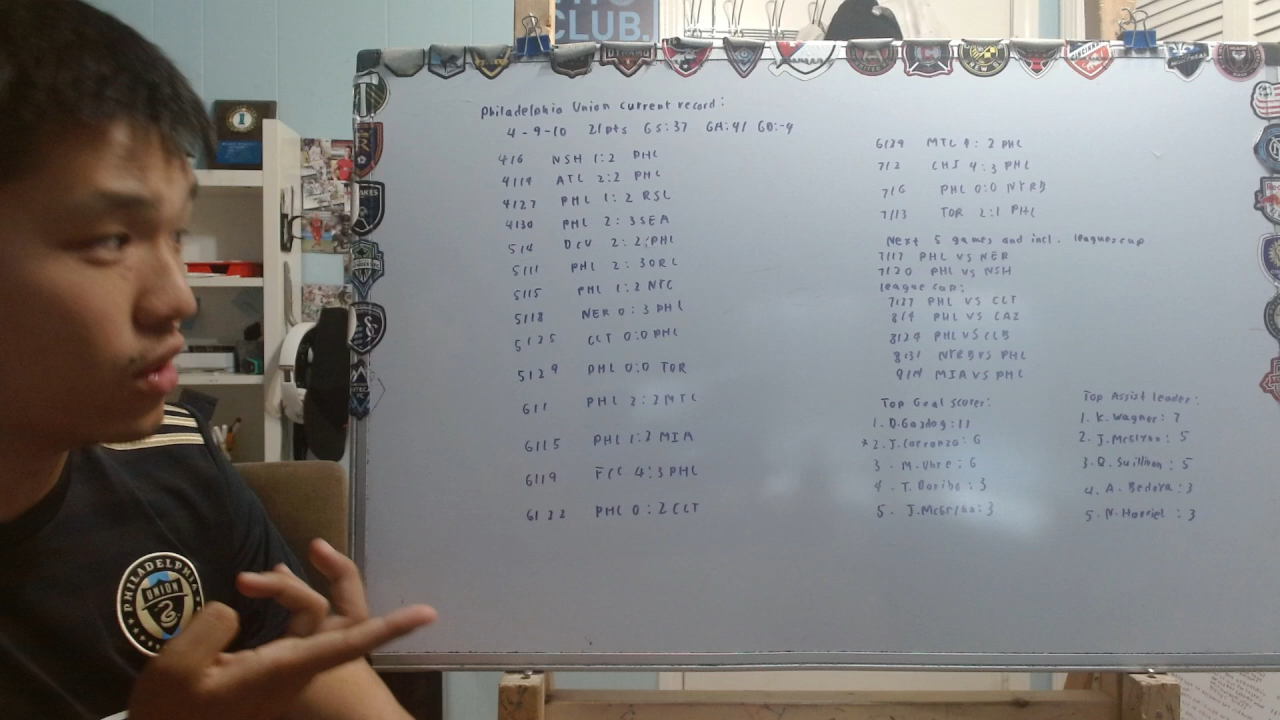 CLUB.
Philadelphia Union current record:
4-9-10 21pts GS:37 GA:41 GD:-4
4/6 NSH 1:2 PHL
4/14 ATL 2:2 PHL
4/27 PHL 1:2 RSL
4/30 PHL 2:3 SEA
5/4 DCU 2:2 PHL
5/11 PHL 2:3 ORL
5/15 PHL 1:2 NYC
5/18 NER 0:3 PHL
5/25 CLT 0:0 PHL
5/29 PHL 0:0 TOR
6/1 PHL 2:2 MTL
6/15 PHL 1:2 MIA
6/19 FCC 4:3 PHL
6/22 PHL 0:2 CLT
6/29 MTL 4:2 PHL
7/3 CHI 4:3 PHL
7/6 PHL 0:0 NYRB
7/13 TOR 2:1 PHL
Next 5 games and incl. leaguescup
7/17 PHL VS NER
7/20 PHL VS NSH
league cup:
7/27 PHL VS CLT
8/4 PHL VS CAZ
8/24 PHL VS CLB
8/31 NYRB VS PHL
9/14 MIA VS PHL
Top Goal scorer:
1. D.Gazdag: 11
*2. J.Carranza: 6
3. M.Uhre: 6
4. T. Baribo: 3
5. J.McGlynn: 3
Top Assist leader:
1. K.Wagner: 7
2. J.McGlynn: 5
3. Q.Sullivan: 5
4. A. Bedoya: 3
5. N.Harriel: 3
PHILADELPHIA
UNION